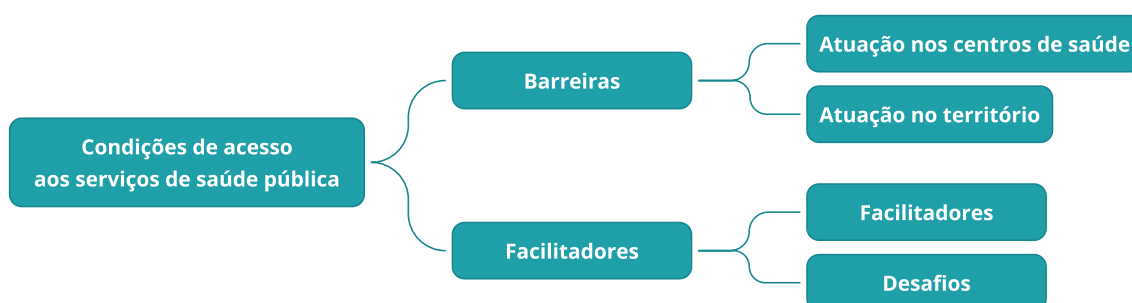 Condições de acesso
aos serviços de saúde pública
Barreiras
Atuação nos centros de saúde
Atuação no território
Facilitadores
Facilitadores
Desafios